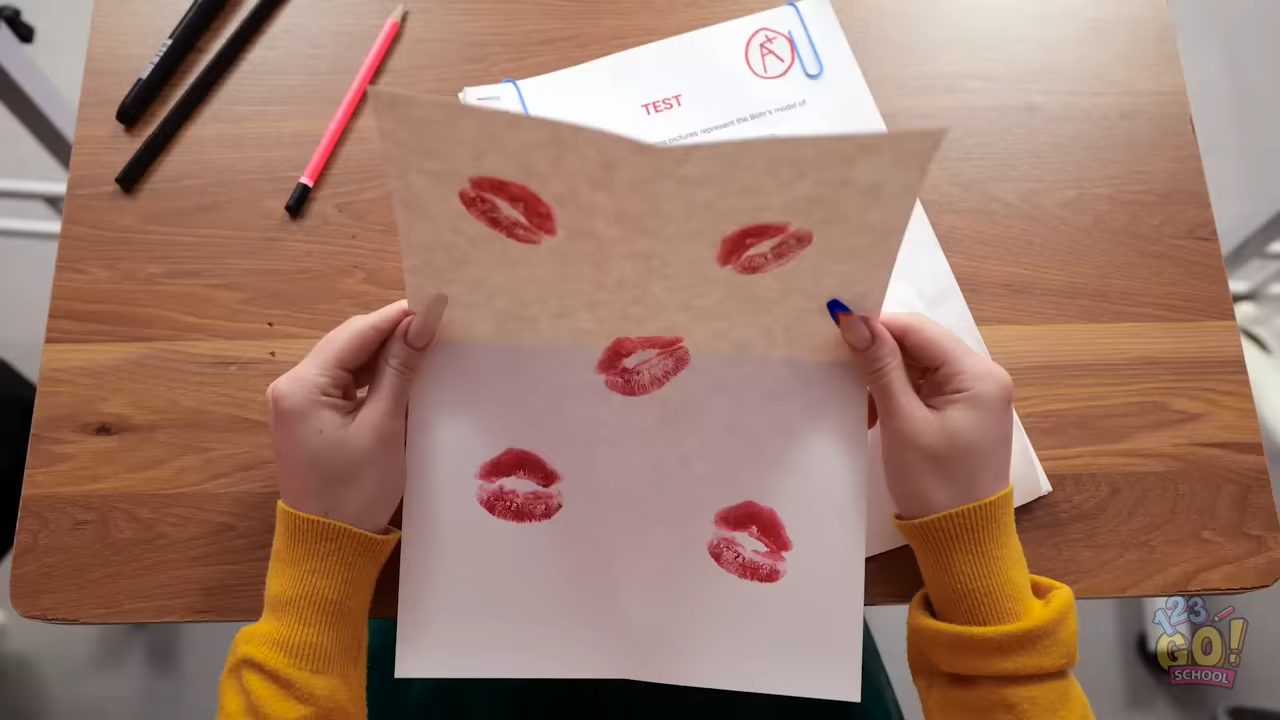 A+
TEST
pictures represent the Bohr's model of
123
GO!
SCHOOL